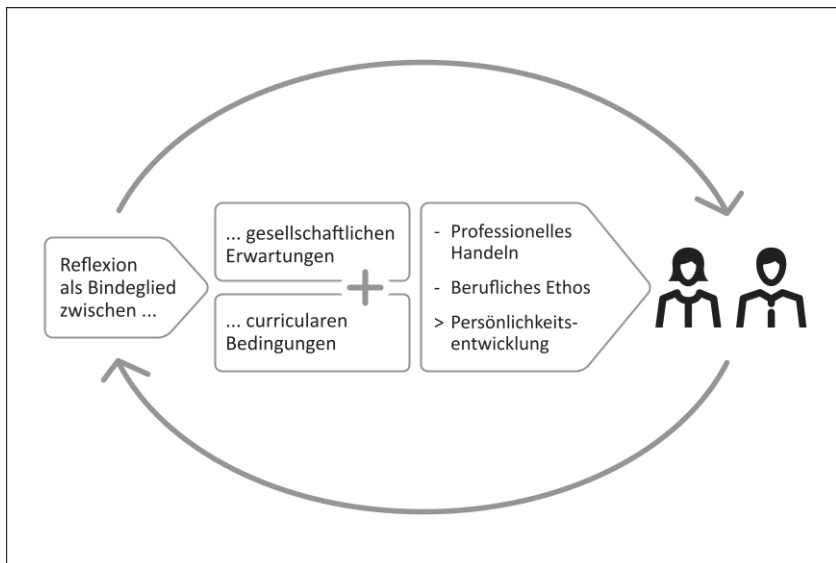 Reflexion
als Bindeglied
zwischen ...
... gesellschaftlichen
Erwartungen
+
... curricularen
Bedingungen
- Professionelles
Handeln
- Berufliches Ethos
> Persönlichkeits-
entwicklung